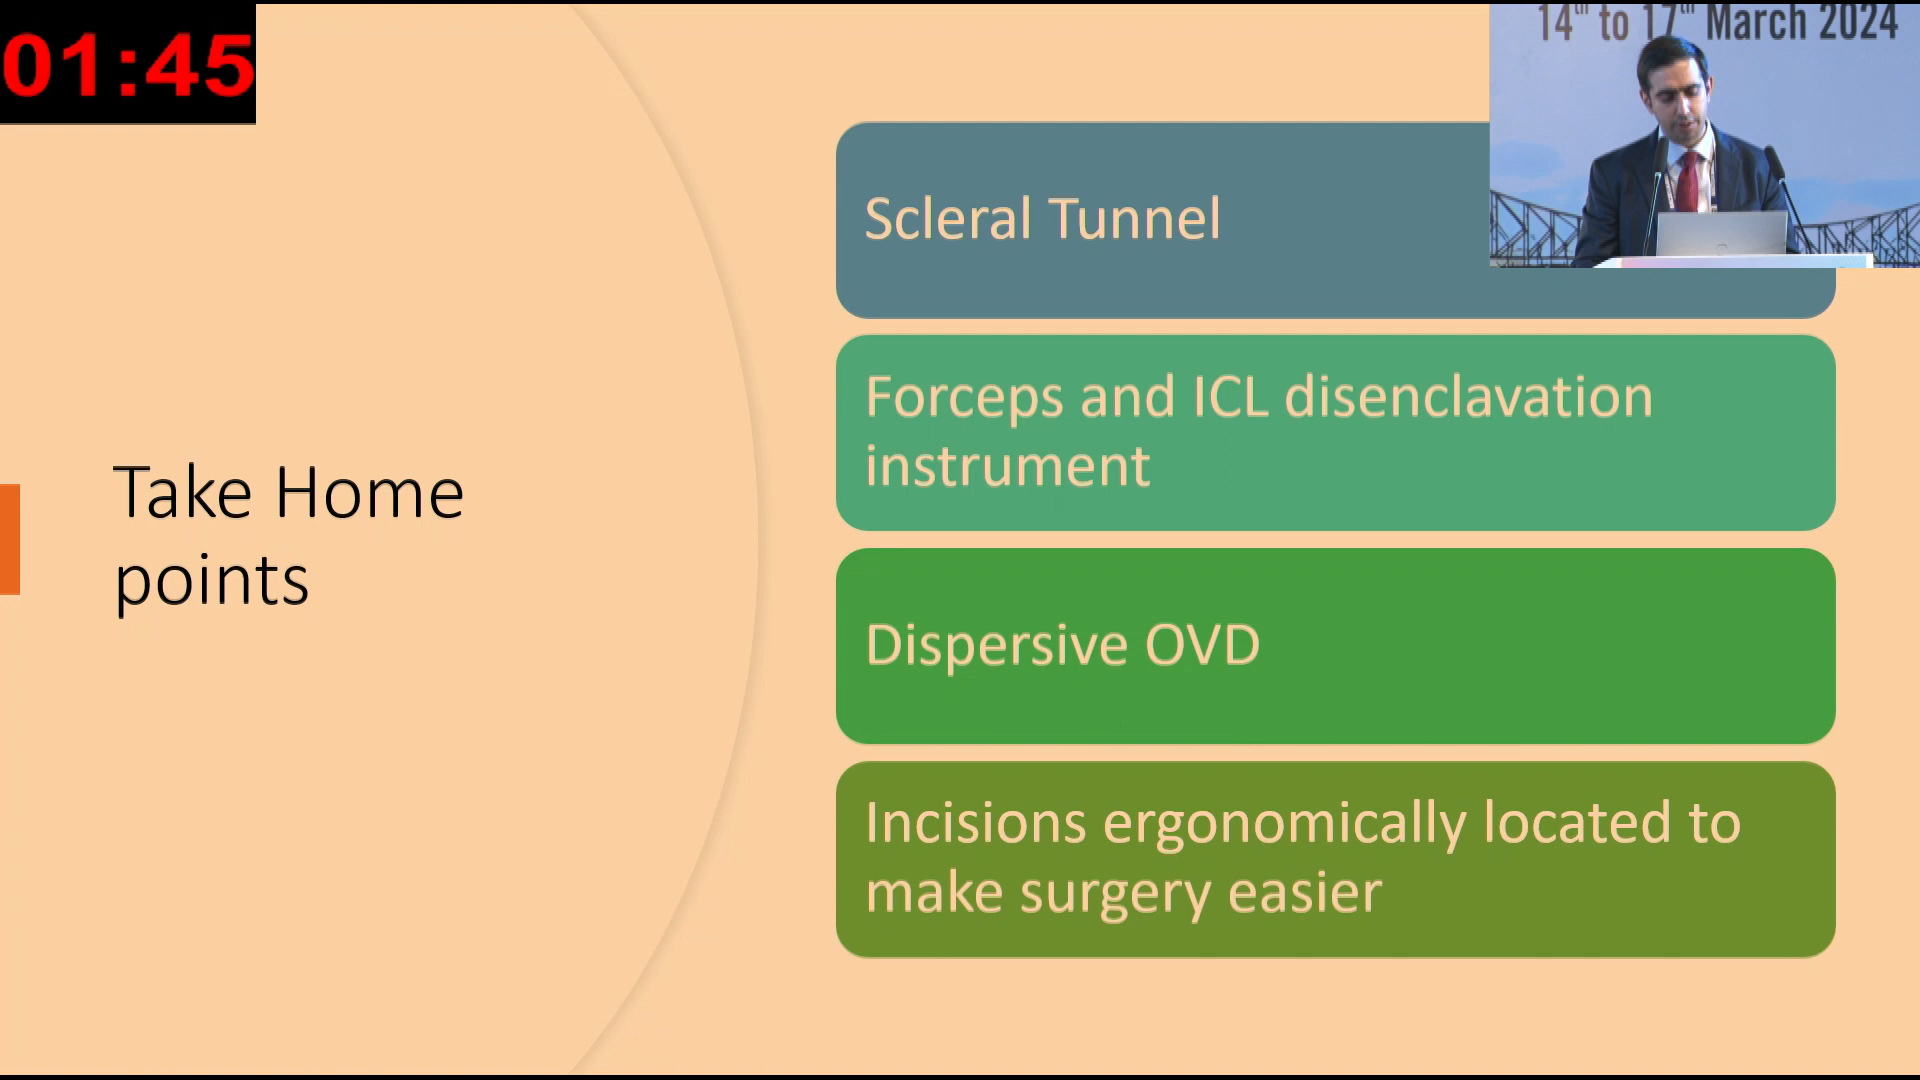 01:45
14th to 17th March 2024
Scleral Tunnel
Forceps and ICL disenclavation
instrument
Take Home
points
Dispersive OVD
Incisions ergonomically located to
make surgery easier